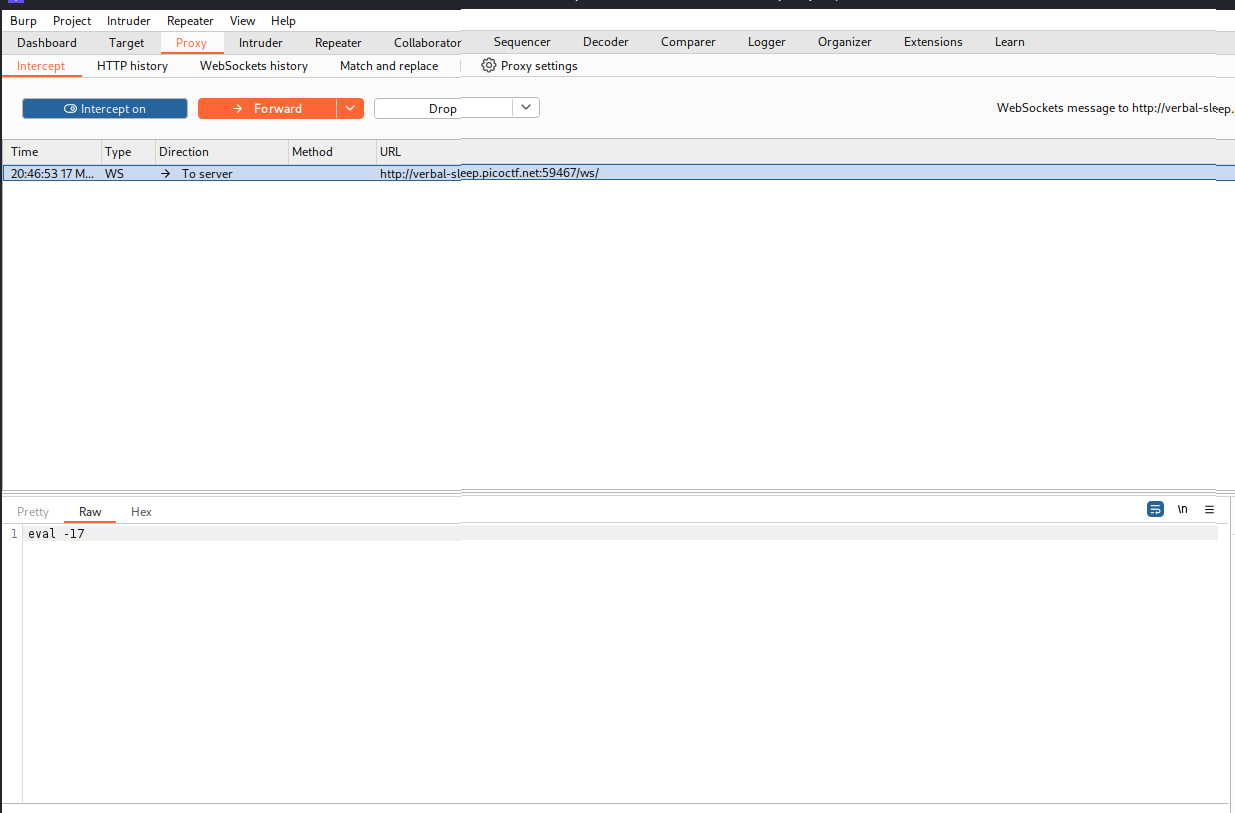 Burp Project Intruder Repeater View Help
Dashboard Target Proxy Intruder Repeater Collaborator Sequencer Decoder Comparer Logger Organizer Extensions Learn
Intercept HTTP history WebSockets history Match and replace Proxy settings
Intercept on Forward Drop WebSockets message to http://verbal-sleep.
Time Type Direction Method URL
20:46:53 17 M... WS → To server http://verbal-sleep.picoctf.net:59467/ws/
Pretty Raw Hex \n
1 eval -17